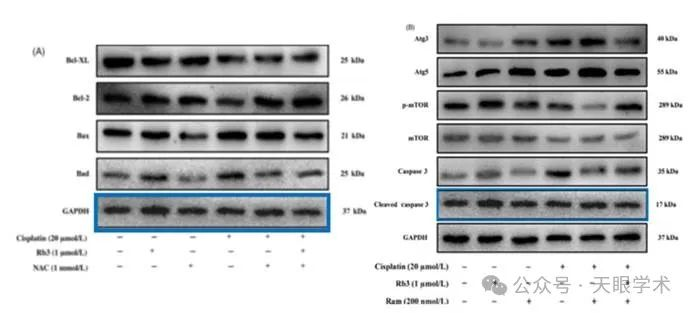 (A)
Bcl-XL 25 kDa
Bcl-2 26 kDa
Bax 21 kDa
Bad 25 kDa
GAPDH 37 kDa
Cisplatin (20 μmol/L) − − − + + +
Rb3 (1 μmol/L) − + − − − +
NAC (1 mmol/L) − − + − + +
(B)
Atg3 40 kDa
Atg5 55 kDa
p-mTOR 289 kDa
mTOR 289 kDa
Caspase 3 35 kDa
Cleaved caspase 3 17 kDa
GAPDH 37 kDa
Cisplatin (20 μmol/L) − − − + + +
Rb3 (1 μmol/L) − +
Ram (200 nmol/L) − − + − + +
公众号 · 天眼学术